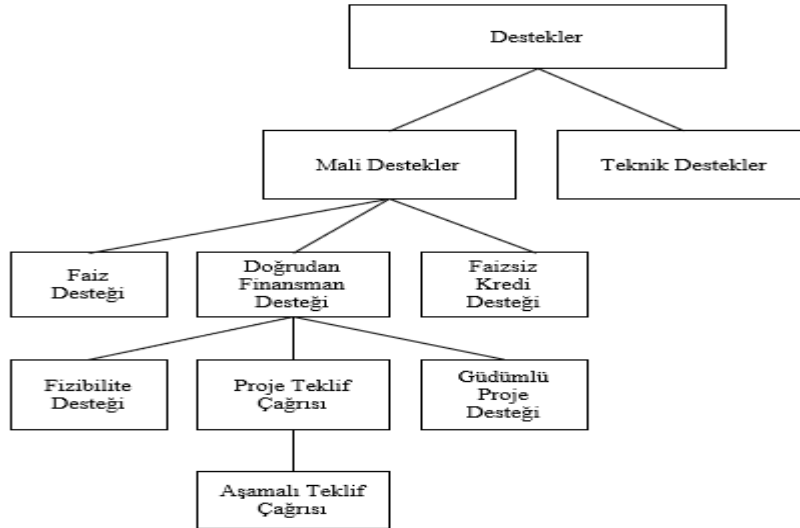 Destekler
Mali Destekler
Teknik Destekler
Faiz
Desteği
Doğrudan
Finansman
Desteği
Faizsiz
Kredi
Desteği
Fizibilite
Desteği
Proje Teklif
Çağrısı
Güdümlü
Proje
Desteği
Aşamalı Teklif
Çağrısı